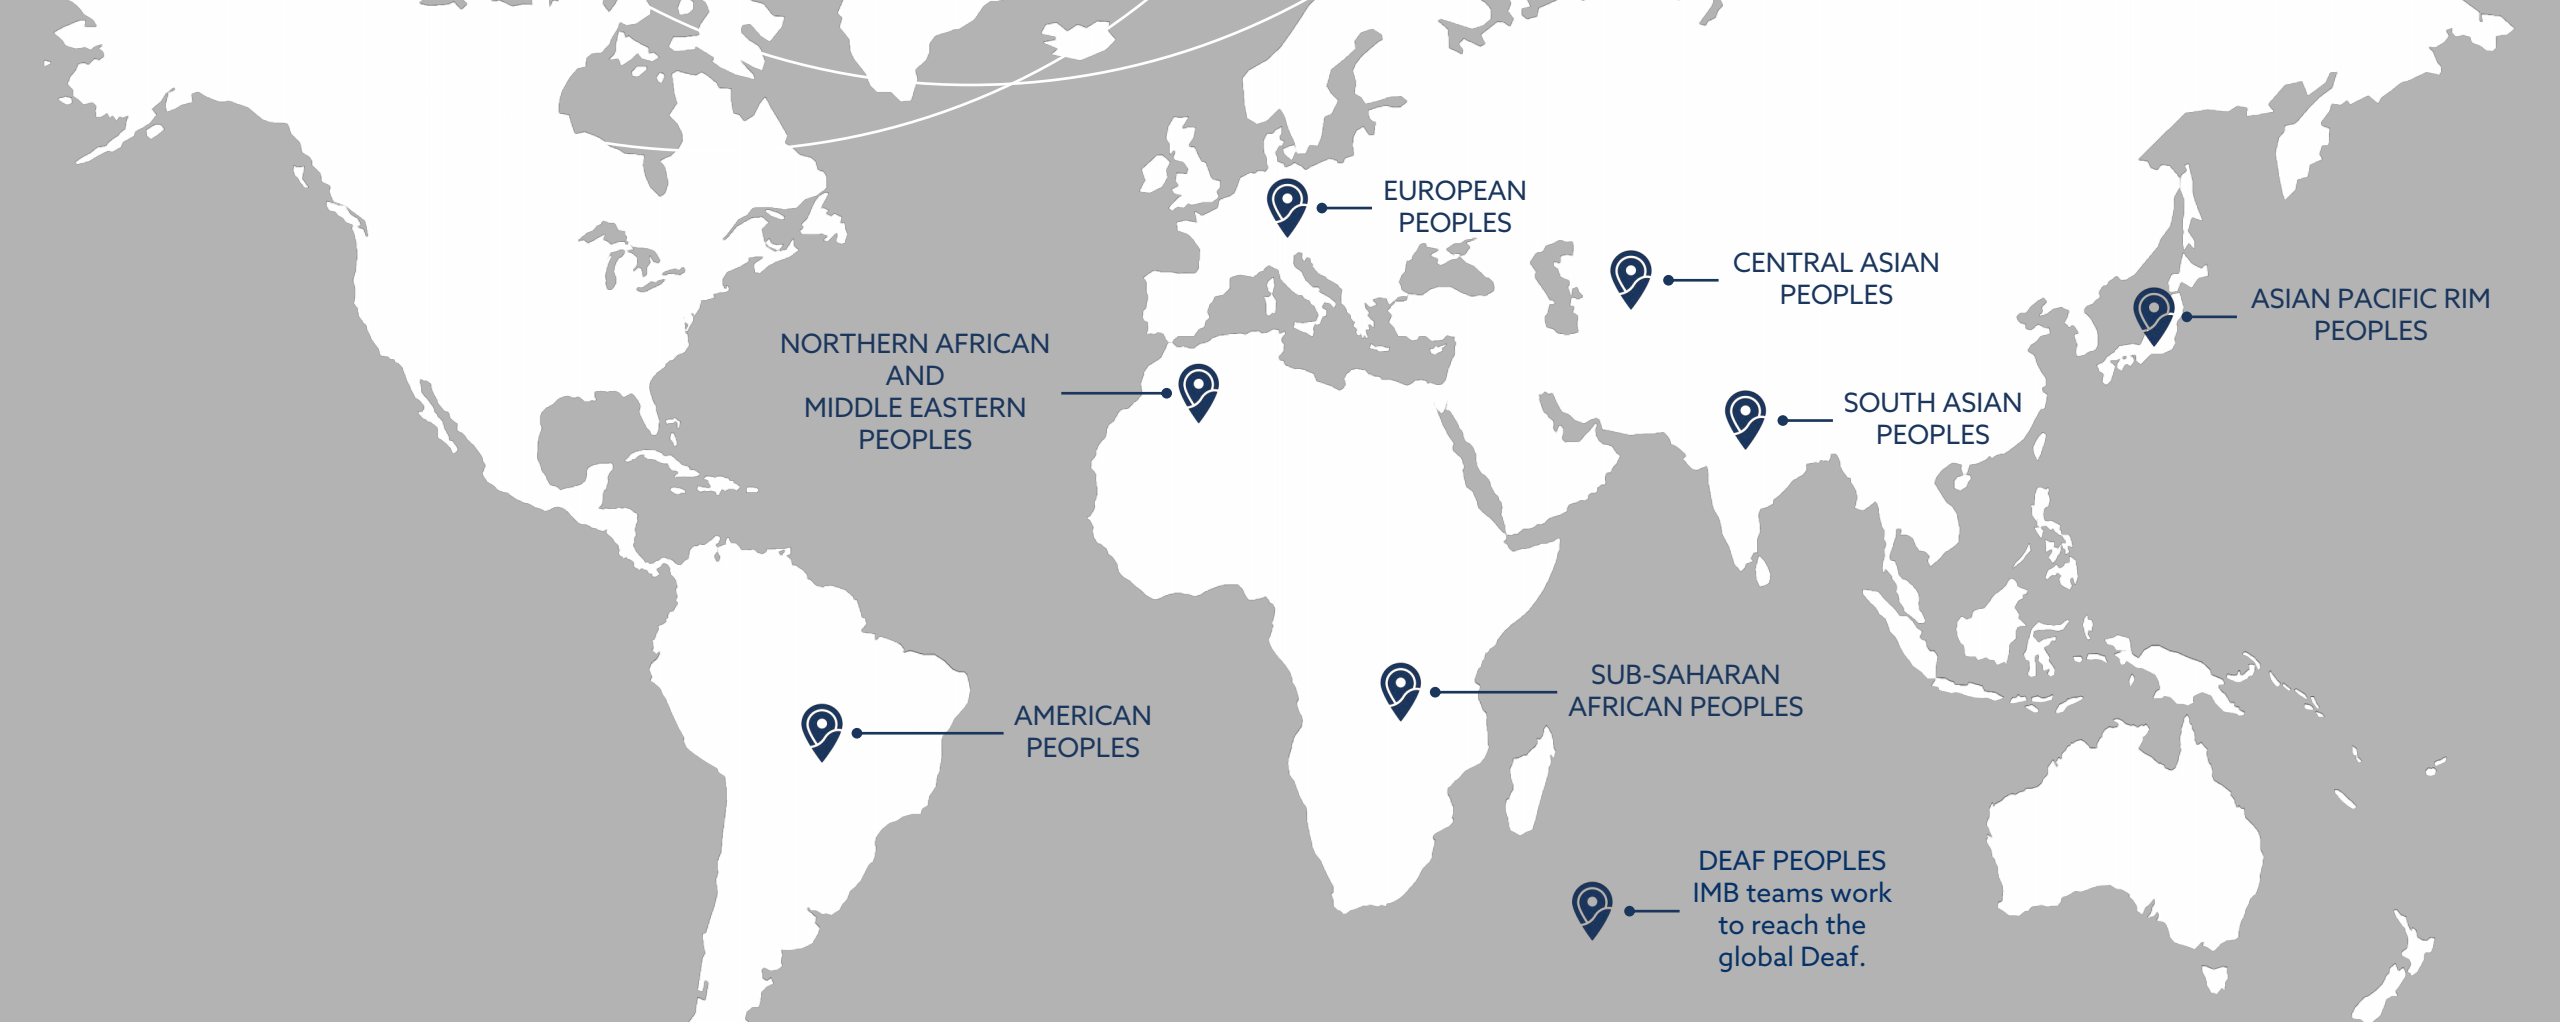 EUROPEAN
PEOPLES
CENTRAL ASIAN
PEOPLES
ASIAN PACIFIC RIM
PEOPLES
NORTHERN AFRICAN
AND
MIDDLE EASTERN
PEOPLES
SOUTH ASIAN
PEOPLES
SUB-SAHARAN
AFRICAN PEOPLES
AMERICAN
PEOPLES
DEAF PEOPLES
IMB teams work
to reach the
global Deaf.